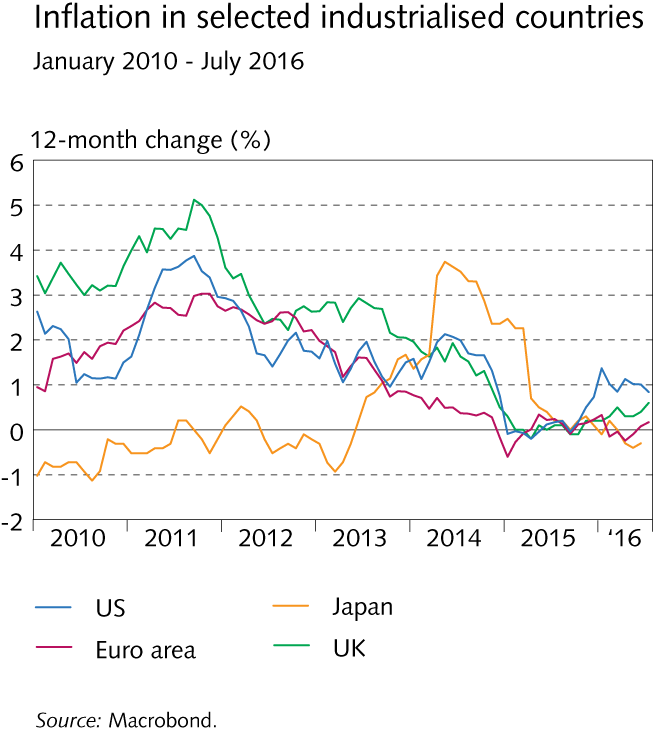 Inflation in selected industrialised countries
January 2010 - July 2016
12-month change (%)
6
5
4
3
2
1
0
-1
-2
2010 2011 2012 2013 2014 2015 '16
US Japan
Euro area UK
Source: Macrobond.